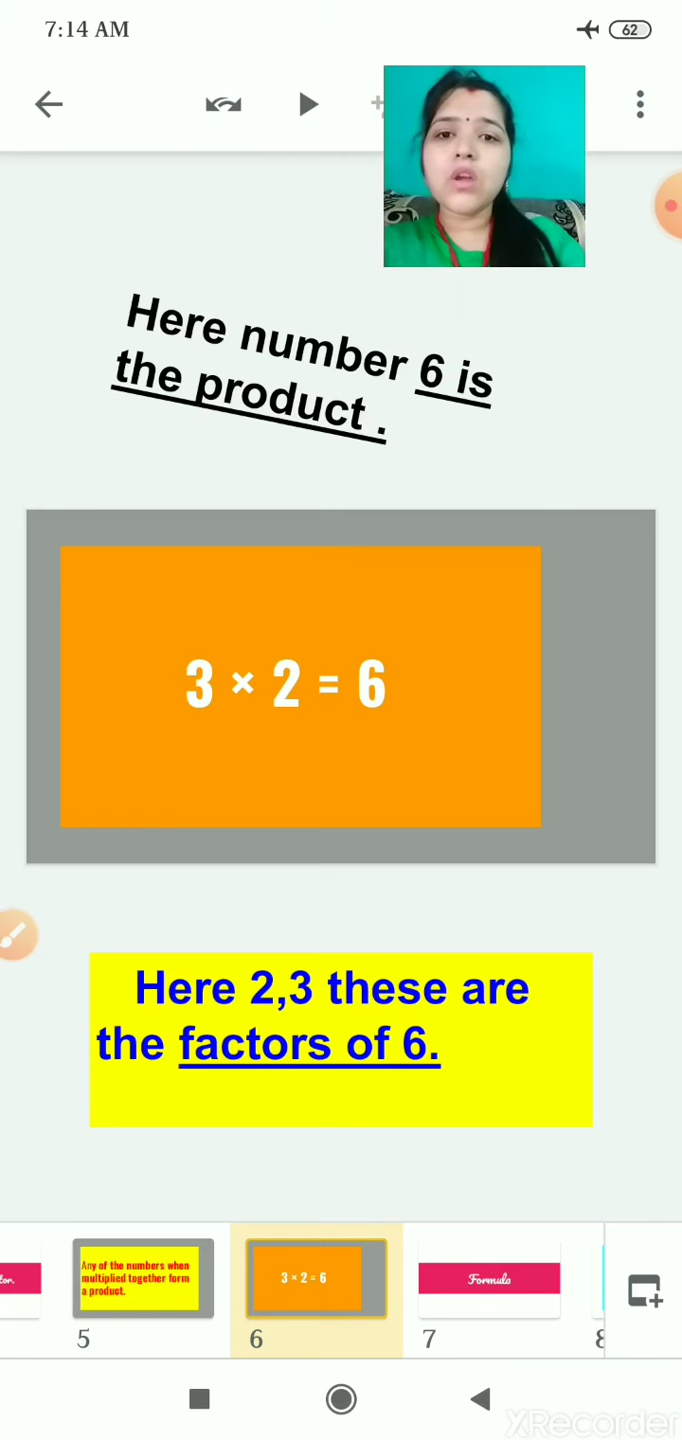 7:14 AM
62
Here number 6 is
the product .
3 × 2 = 6
Here 2,3 these are
the factors of 6.
tor.
Any of the numbers when
multiplied together form
a product.
3 × 2 = 6
Formula
5
6
7
8
XRecorder